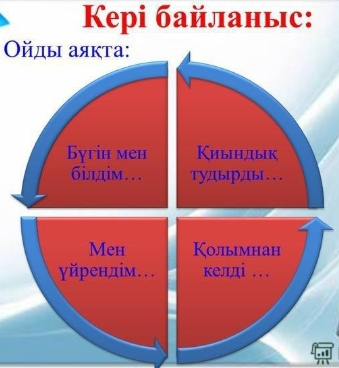 Кері байланыс:
Ойды аяқта:
Бүгін мен
білдім…
Қиындық
тудырды…
Мен
үйрендім…
Қолымнан
келді …